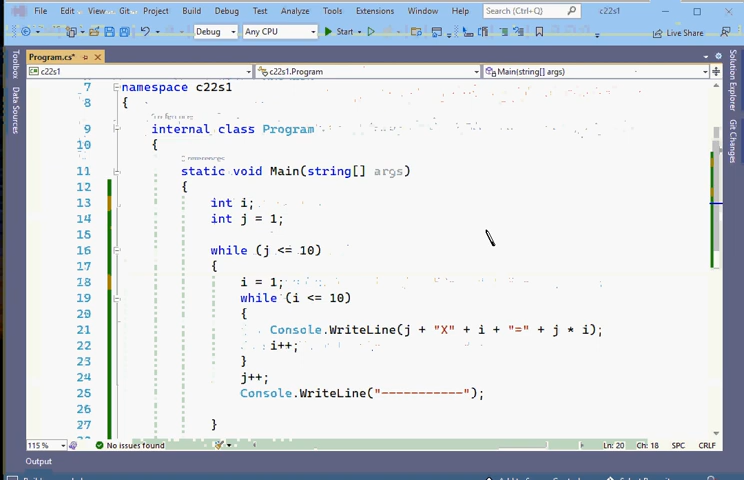 File Edit View Git Project Build Debug Test Analyze Tools Extensions Window Help Search (Ctrl+Q) c22s1
Debug Any CPU Start Live Share
Program.cs*
c22s1 c22s1.Program Main(string[] args)
Toolbox
Data Sources
Solution Explorer
Git Changes
7 namespace c22s1
8 {
9 internal class Program
10 {
11 static void Main(string[] args)
12 {
13 int i;
14 int j = 1;
15
16 while (j <= 10)
17 {
18 i = 1;
19 while (i <= 10)
20 {
21 Console.WriteLine(j + "X" + i + "=" + j * i);
22 i++;
23 }
24 j++;
25 Console.WriteLine("-----------");
26
27 }
115 % No issues found Ln: 20 Ch: 18 SPC CRLF
Output